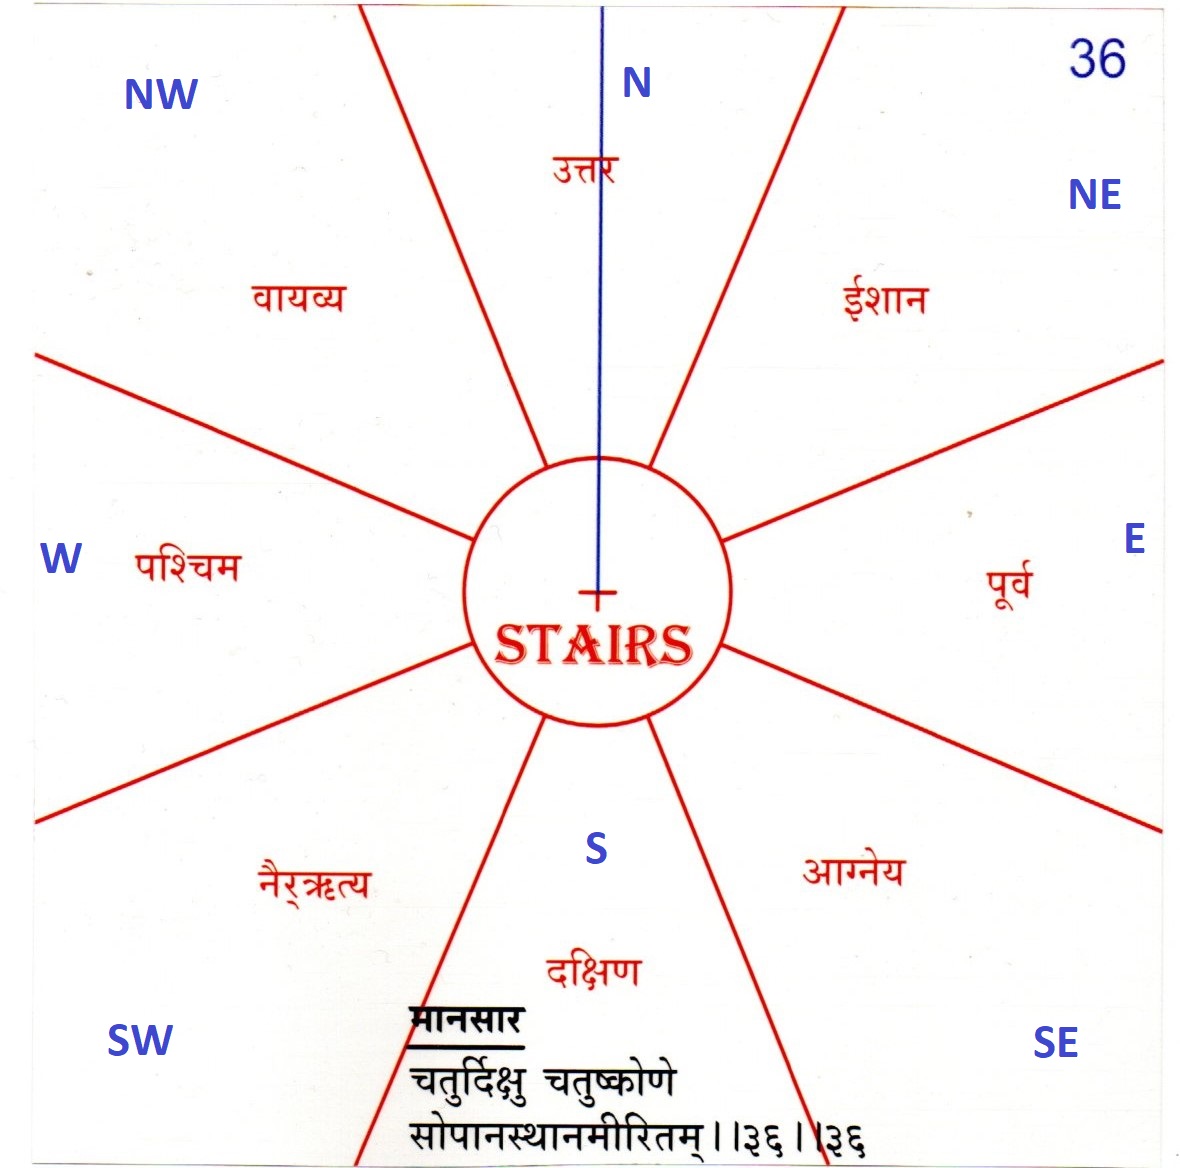 36
N
NW
उत्तर
NE
वायव्य
ईशान
W
पश्चिम
E
पूर्व
STAIRS
S
नैर्ऋत्य
आग्नेय
दक्षिण
SW
SE
मानसार
चतुर्दिक्षु चतुष्कोणे
सोपानस्थानमीरितम्।।३६।।३६